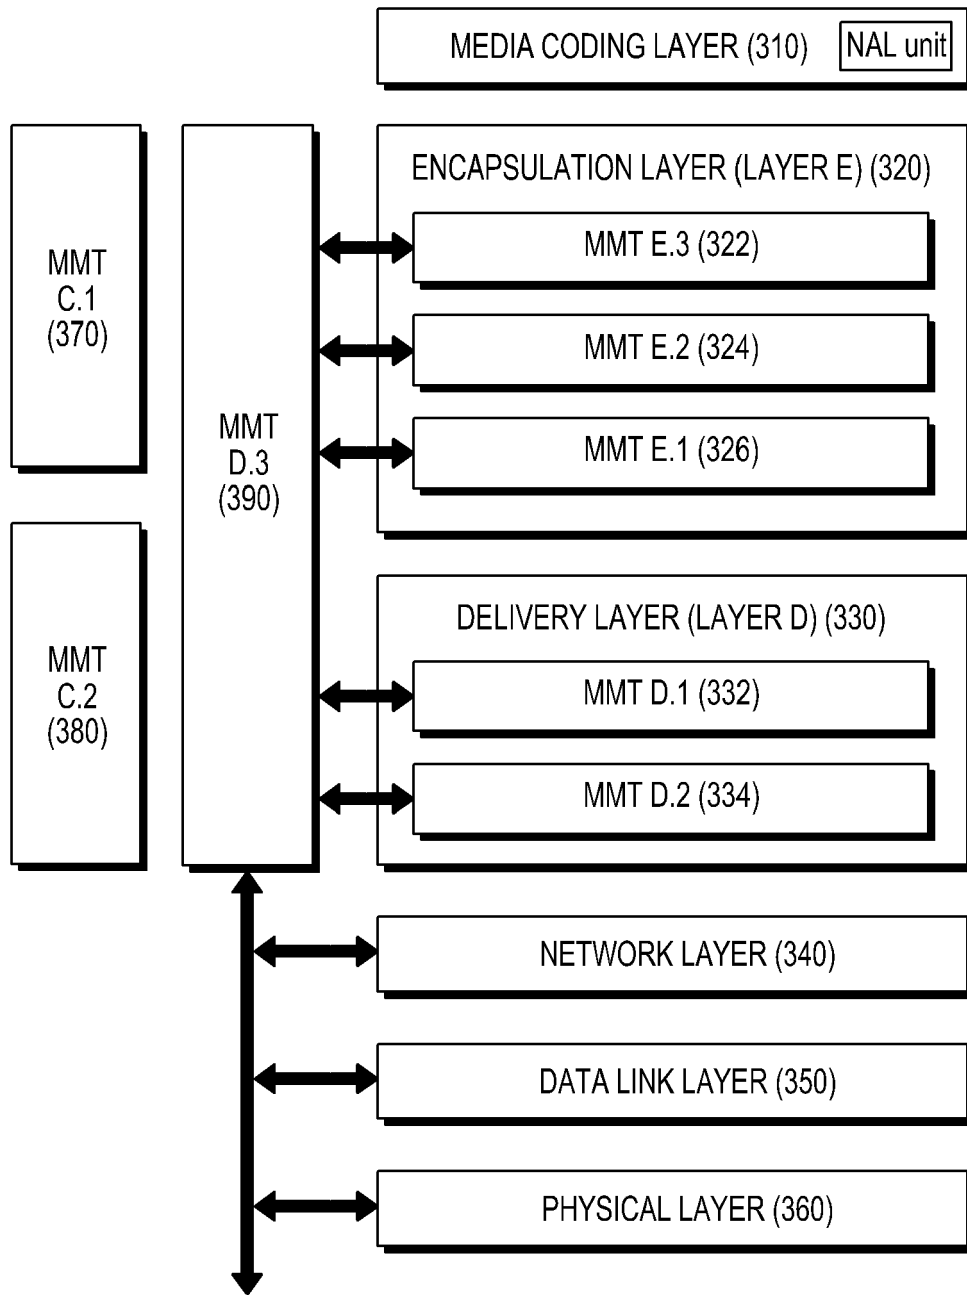 MEDIA CODING LAYER (310)
NAL unit
MMT
C.1
(370)
MMT
D.3
(390)
ENCAPSULATION LAYER (LAYER E) (320)
MMT E.3 (322)
MMT E.2 (324)
MMT E.1 (326)
MMT
C.2
(380)
DELIVERY LAYER (LAYER D) (330)
MMT D.1 (332)
MMT D.2 (334)
NETWORK LAYER (340)
DATA LINK LAYER (350)
PHYSICAL LAYER (360)